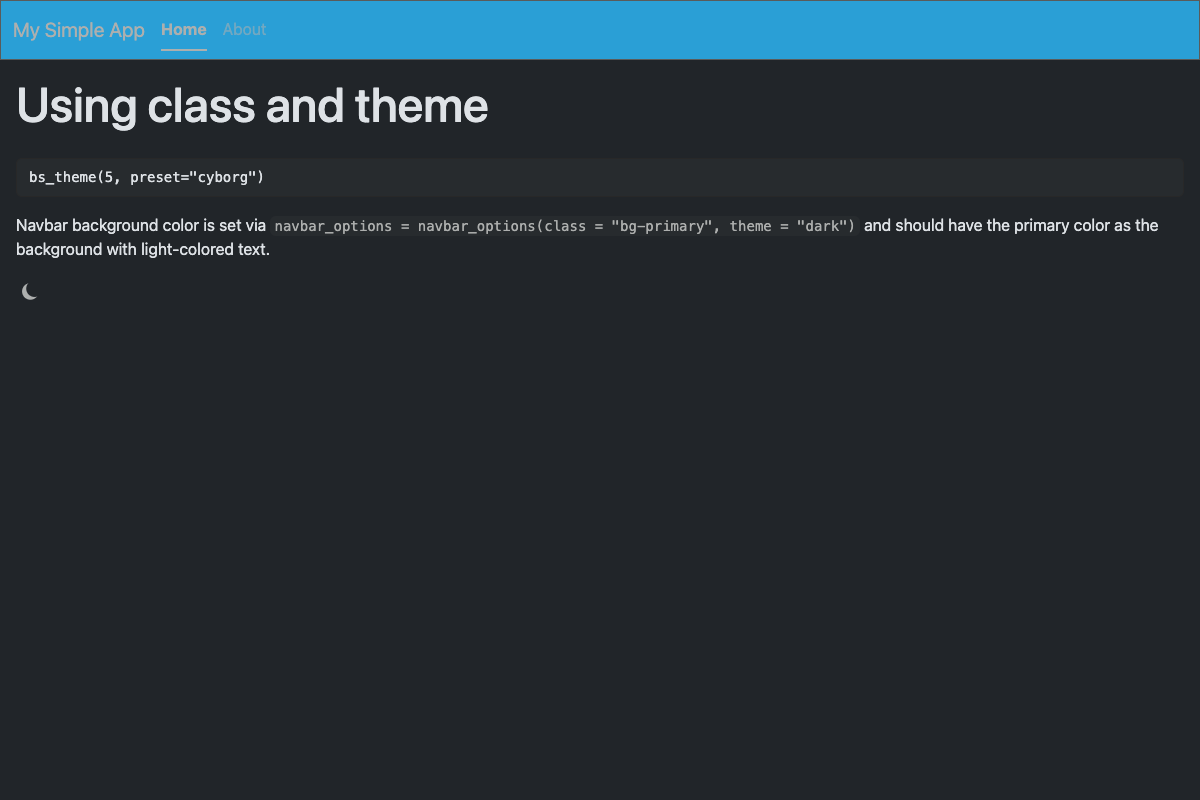 My Simple App Home About
Using class and theme
bs_theme(5, preset="cyborg")
Navbar background color is set via navbar_options = navbar_options(class = "bg-primary", theme = "dark") and should have the primary color as the
background with light-colored text.